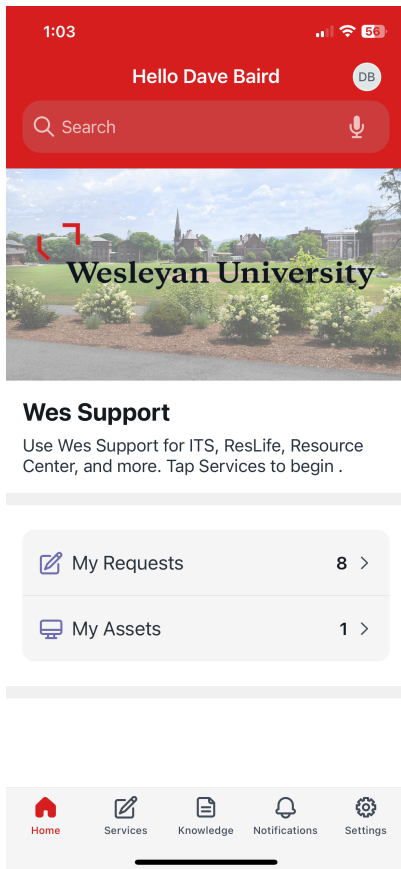 1:03
56
Hello Dave Baird
DB
Search
Wesleyan University
Wes Support
Use Wes Support for ITS, ResLife, Resource
Center, and more. Tap Services to begin .
My Requests 8
My Assets 1
Home Services Knowledge Notifications Settings